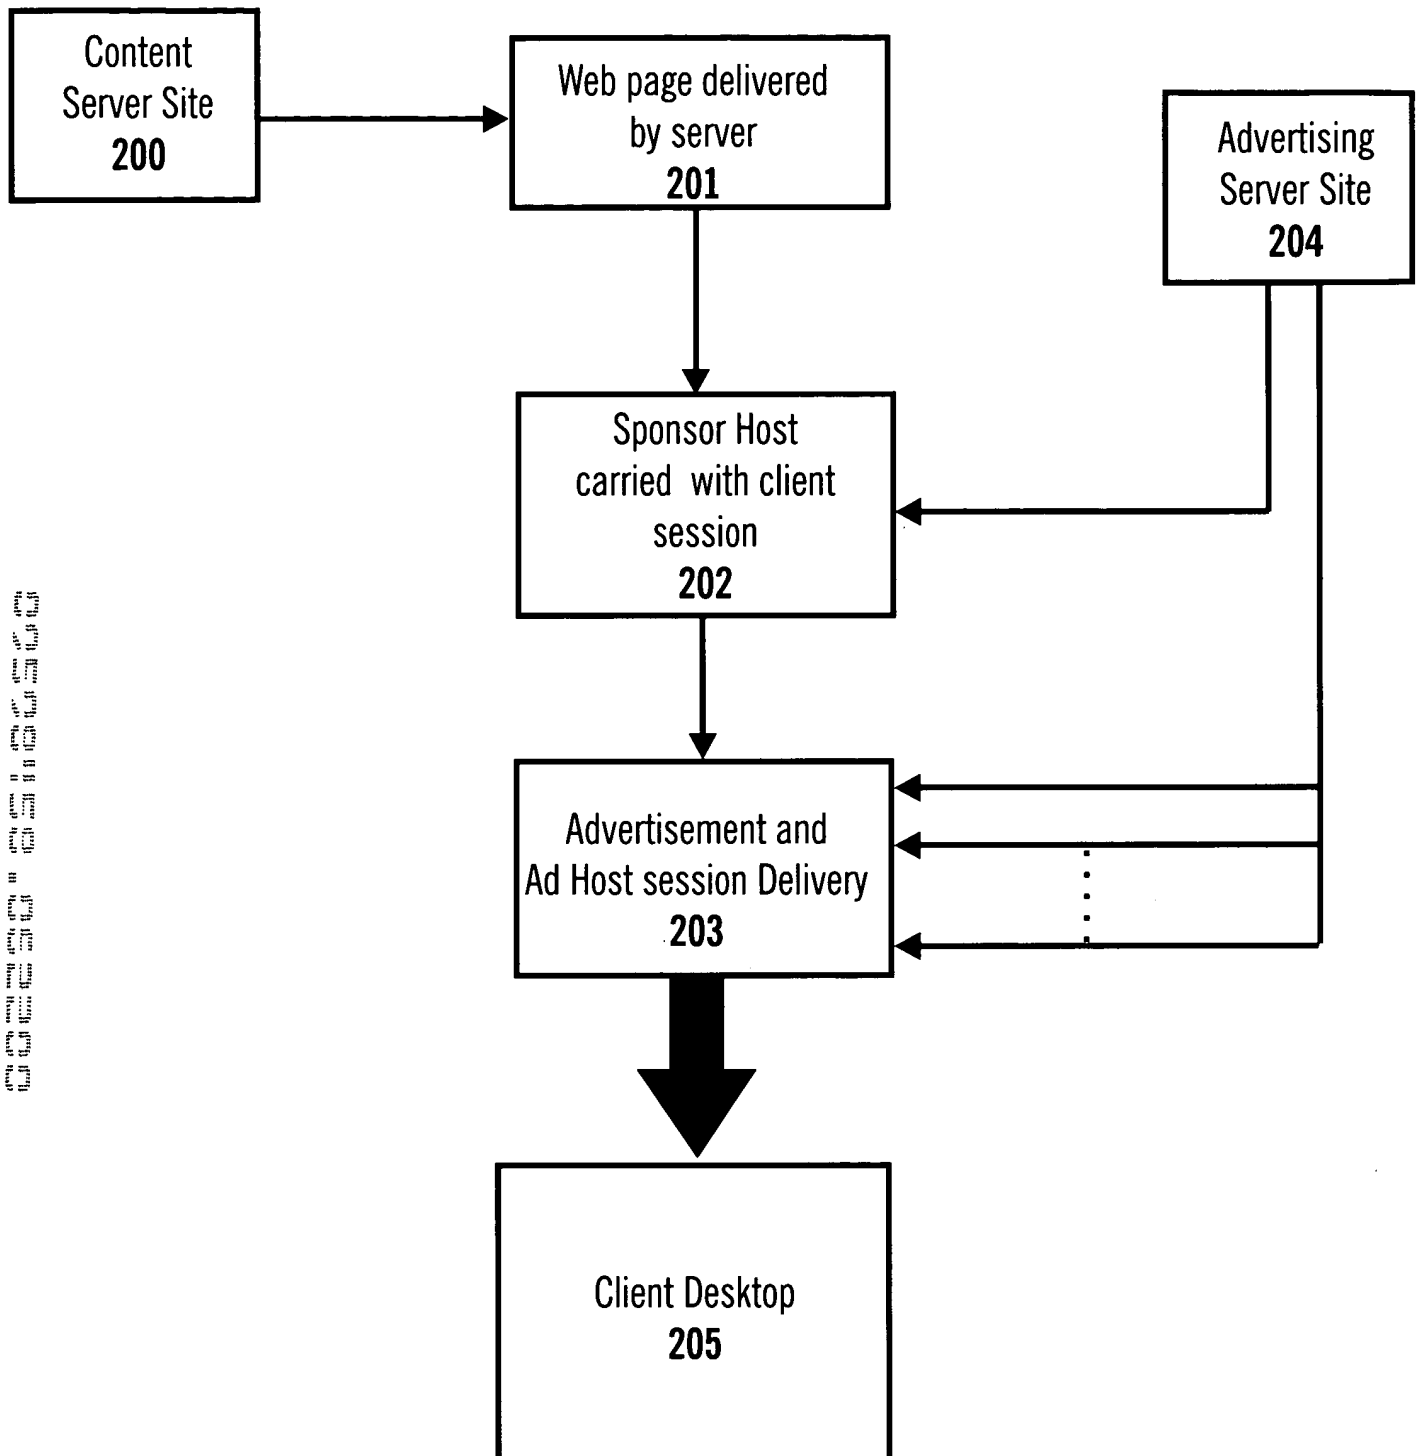 Content
Server Site
200
Web page delivered
by server
201
Advertising
Server Site
204
Sponsor Host
carried with client
session
202
Advertisement and
Ad Host session Delivery
203
Client Desktop
205